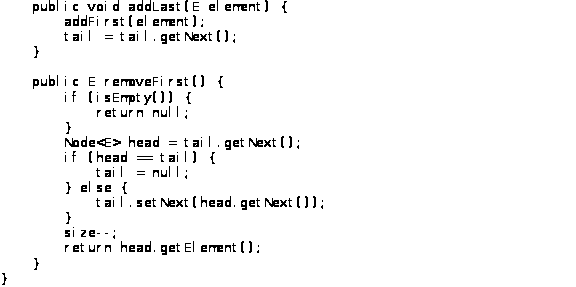 public void addLast(E element) {
        addFirst(element);
        tail = tail.getNext();
    }

    public E removeFirst() {
        if (isEmpty()) {
            return null;
        }
        Node<E> head = tail.getNext();
        if (head == tail) {
            tail = null;
        } else {
            tail.setNext(head.getNext());
        }
        size--;
        return head.getElement();
    }
}